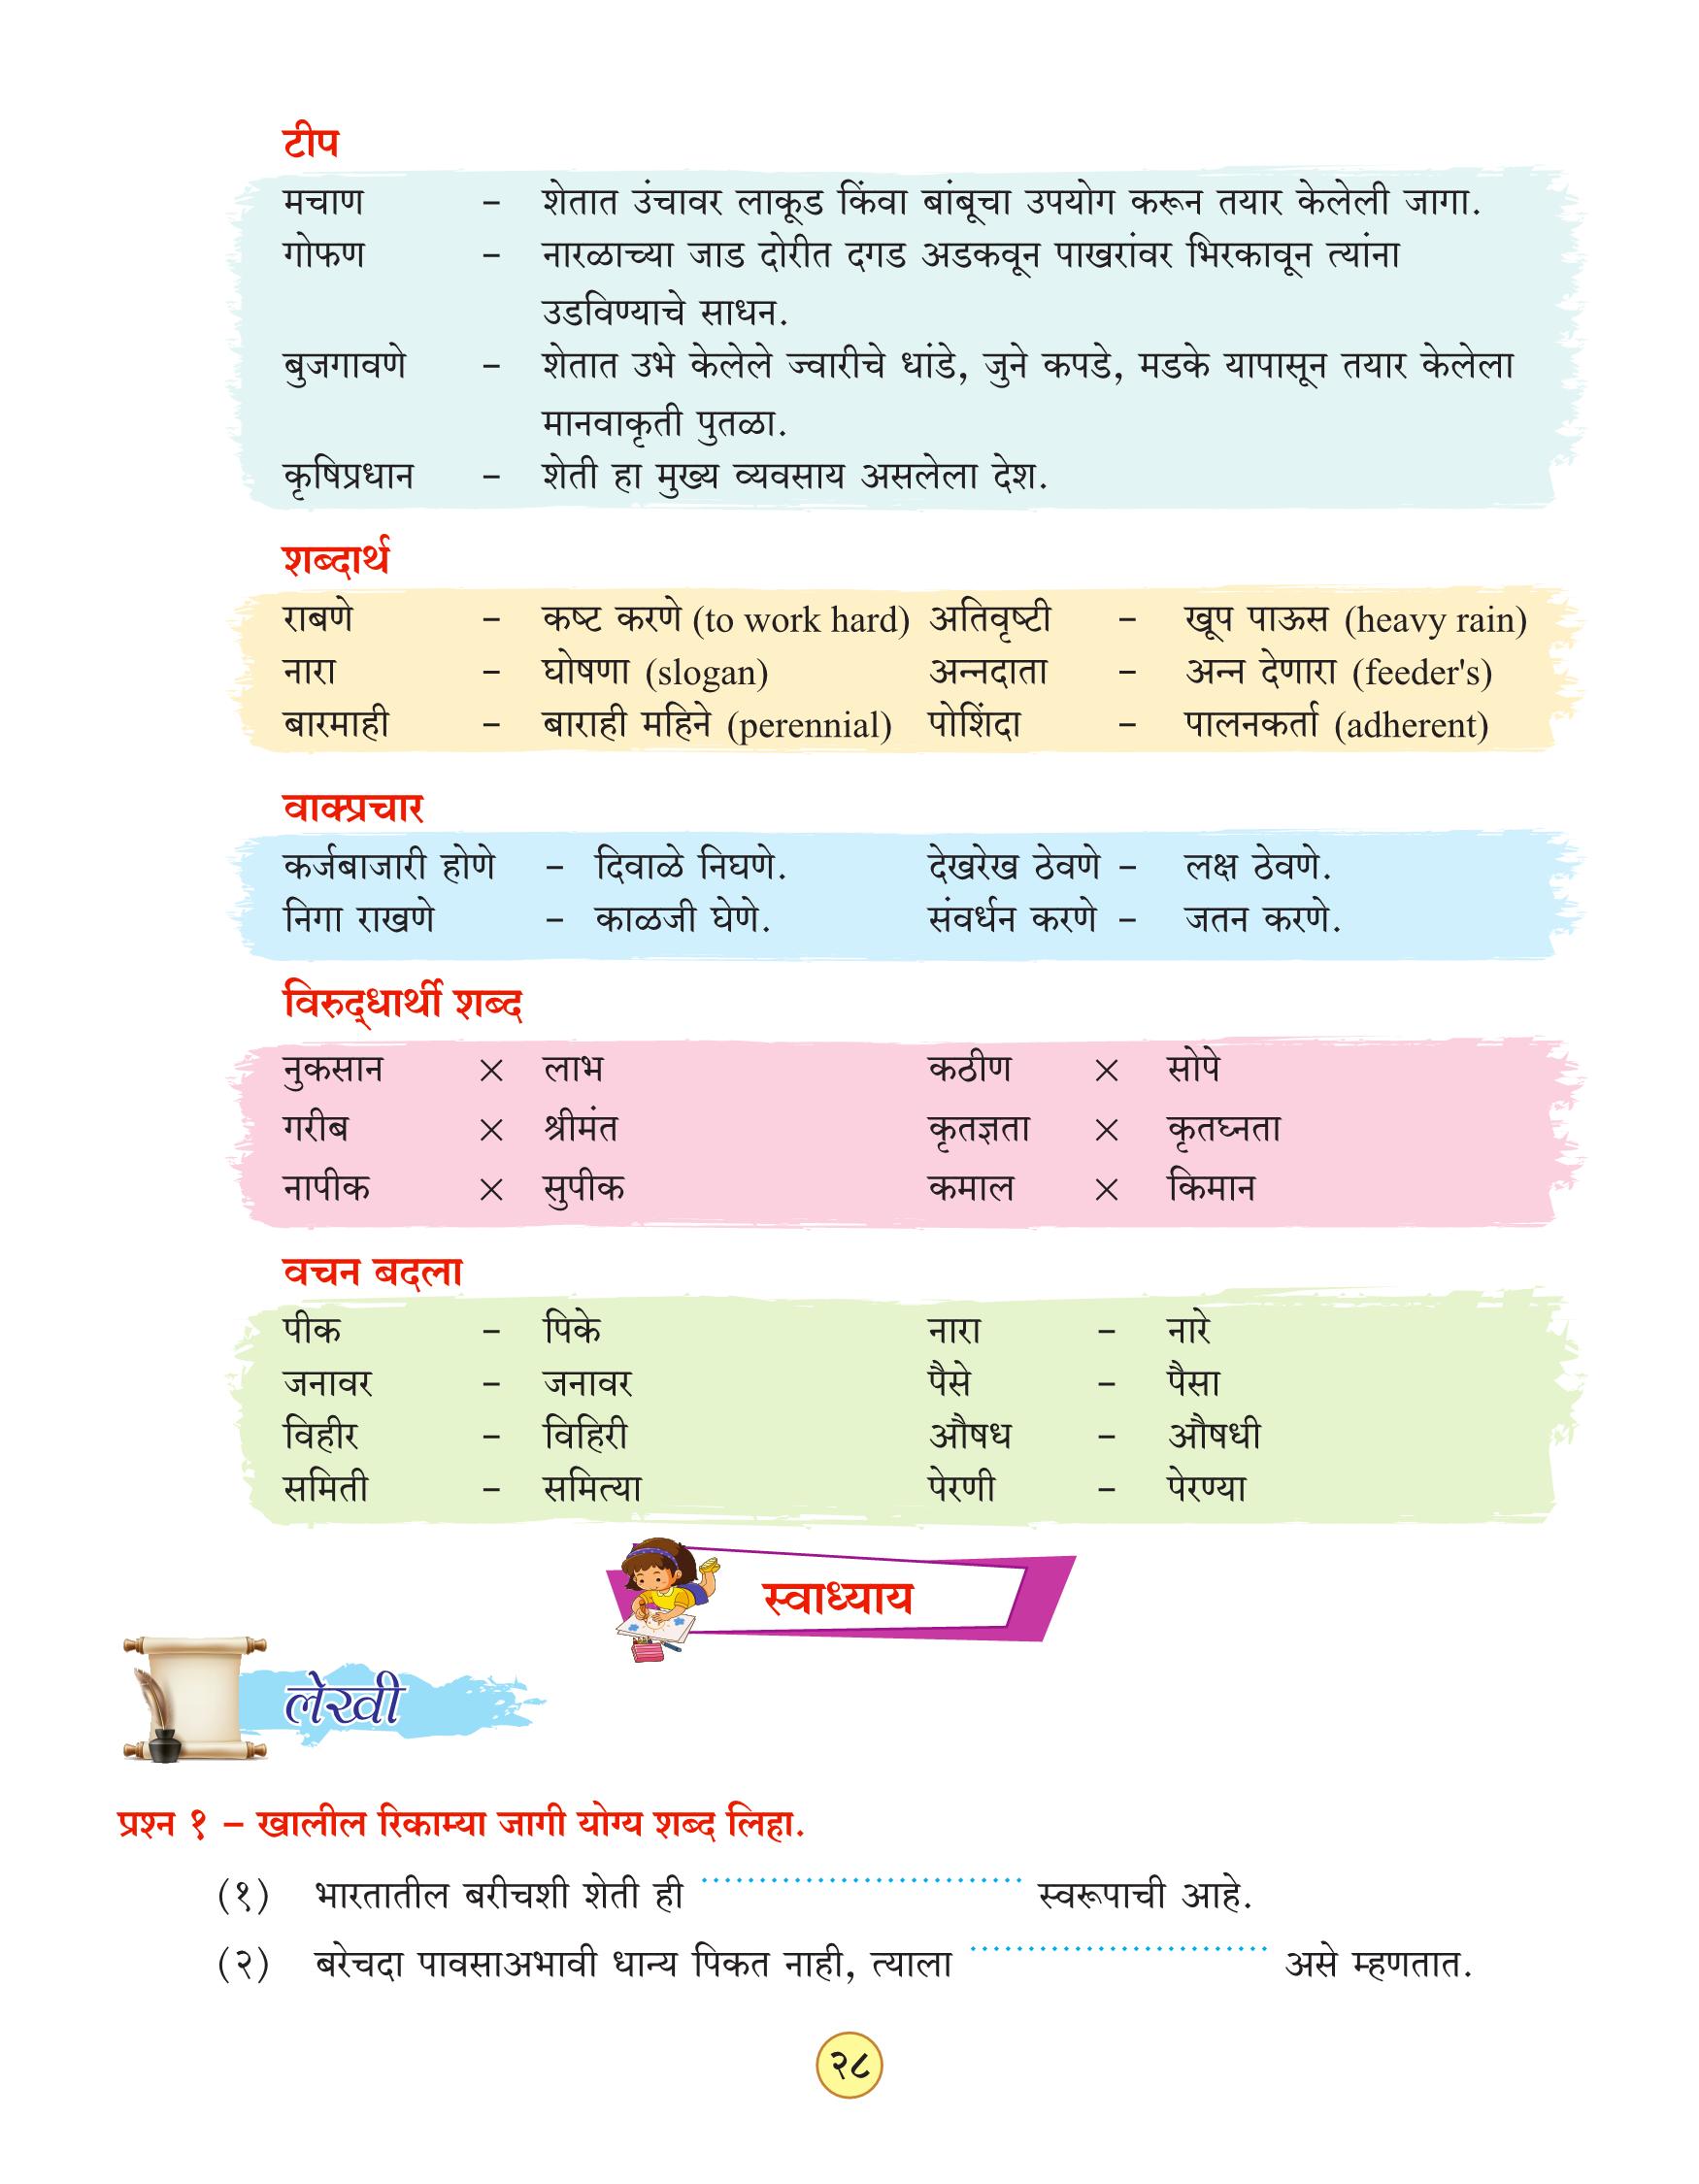 टीप
मचाण – शेतात उंचावर लाकूड किंवा बांबूचा उपयोग करून तयार केलेली जागा.
गोफण – नारळाच्या जाड दोरीत दगड अडकवून पाखरांवर भिरकावून त्यांना
उडविण्याचे साधन.
बुजगावणे – शेतात उभे केलेले ज्वारीचे धांडे, जुने कपडे, मडके यापासून तयार केलेला
मानवाकृती पुतळा.
कृषिप्रधान – शेती हा मुख्य व्यवसाय असलेला देश.
शब्दार्थ
राबणे – कष्ट करणे (to work hard) अतिवृष्टी – खूप पाऊस (heavy rain)
नारा – घोषणा (slogan) अन्नदाता – अन्न देणारा (feeder's)
बारमाही – बाराही महिने (perennial) पोशिंदा – पालनकर्ता (adherent)
वाक्प्रचार
कर्जबाजारी होणे – दिवाळे निघणे. देखरेख ठेवणे – लक्ष ठेवणे.
निगा राखणे – काळजी घेणे. संवर्धन करणे – जतन करणे.
विरुद्धार्थी शब्द
नुकसान × लाभ कठीण × सोपे
गरीब × श्रीमंत कृतज्ञता × कृतघ्नता
नापीक × सुपीक कमाल × किमान
वचन बदला
पीक – पिके नारा – नारे
जनावर – जनावर पैसे – पैसा
विहीर – विहिरी औषध – औषधी
समिती – समित्या पेरणी – पेरण्या
स्वाध्याय
लेखी
प्रश्न १ – खालील रिकाम्या जागी योग्य शब्द लिहा.
(१) भारतातील बरीचशी शेती ही ........................... स्वरूपाची आहे.
(२) बरेचदा पावसाअभावी धान्य पिकत नाही, त्याला ......................... असे म्हणतात.
२८